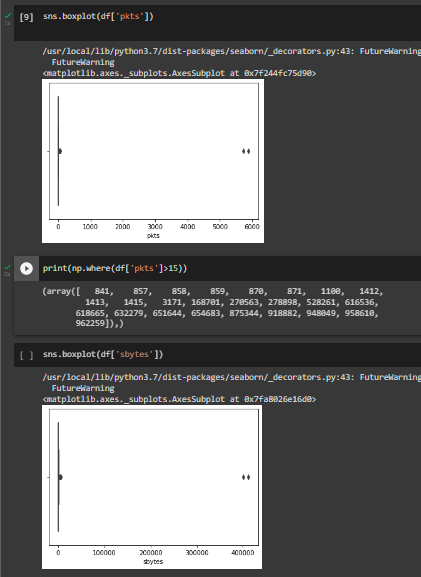 [9] sns.boxplot(df['pkts'])
/usr/local/lib/python3.7/dist-packages/seaborn/_decorators.py:43: FutureWarning
FutureWarning
<matplotlib.axes._subplots.AxesSubplot at 0x7f244fc75d90>
0 1000 2000 3000 4000 5000 6000
pkts
print(np.where(df['pkts']>15))
(array([ 841, 857, 858, 859, 870, 871, 1100, 1412,
1413, 1415, 3171, 168701, 270563, 278898, 528261, 616536,
618665, 632279, 651644, 654683, 875344, 918882, 948049, 958610,
962259]),)
[ ] sns.boxplot(df['sbytes'])
/usr/local/lib/python3.7/dist-packages/seaborn/_decorators.py:43: FutureWarning
FutureWarning
<matplotlib.axes._subplots.AxesSubplot at 0x7fa8026e16d0>
0 100000 200000 300000 400000
sbytes